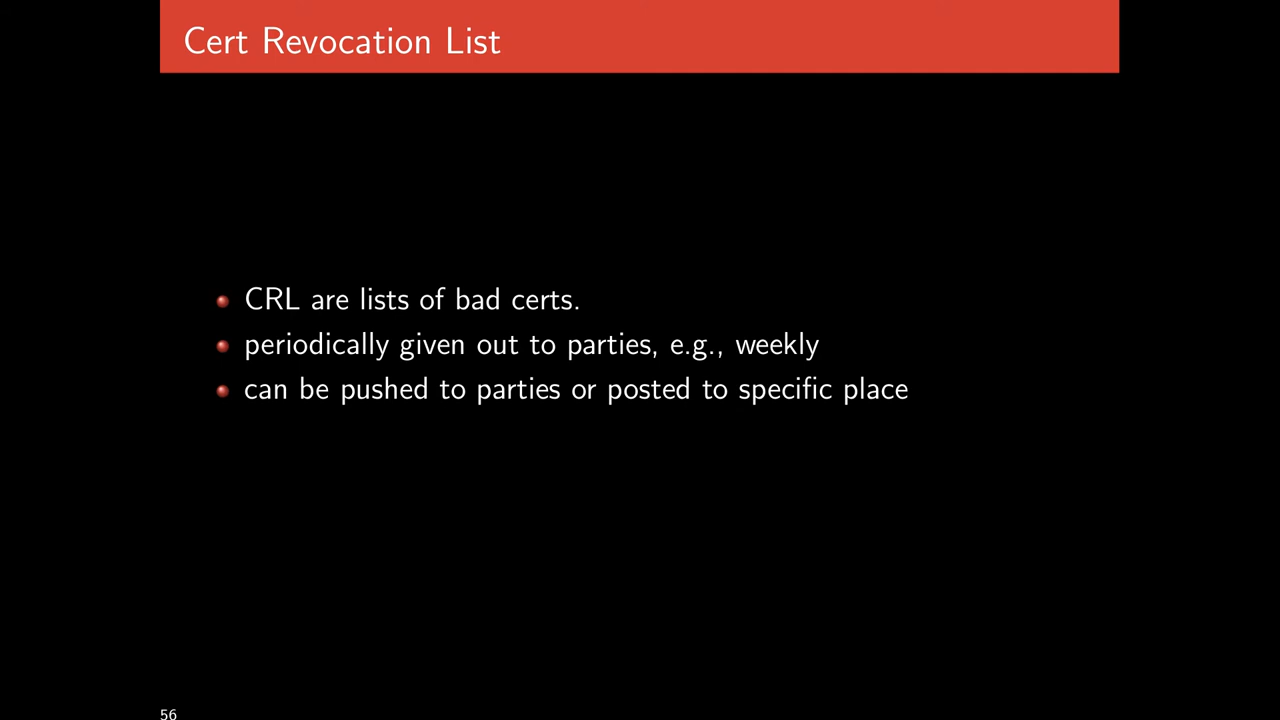 Cert Revocation List
CRL are lists of bad certs.
periodically given out to parties, e.g., weekly
can be pushed to parties or posted to specific place
56